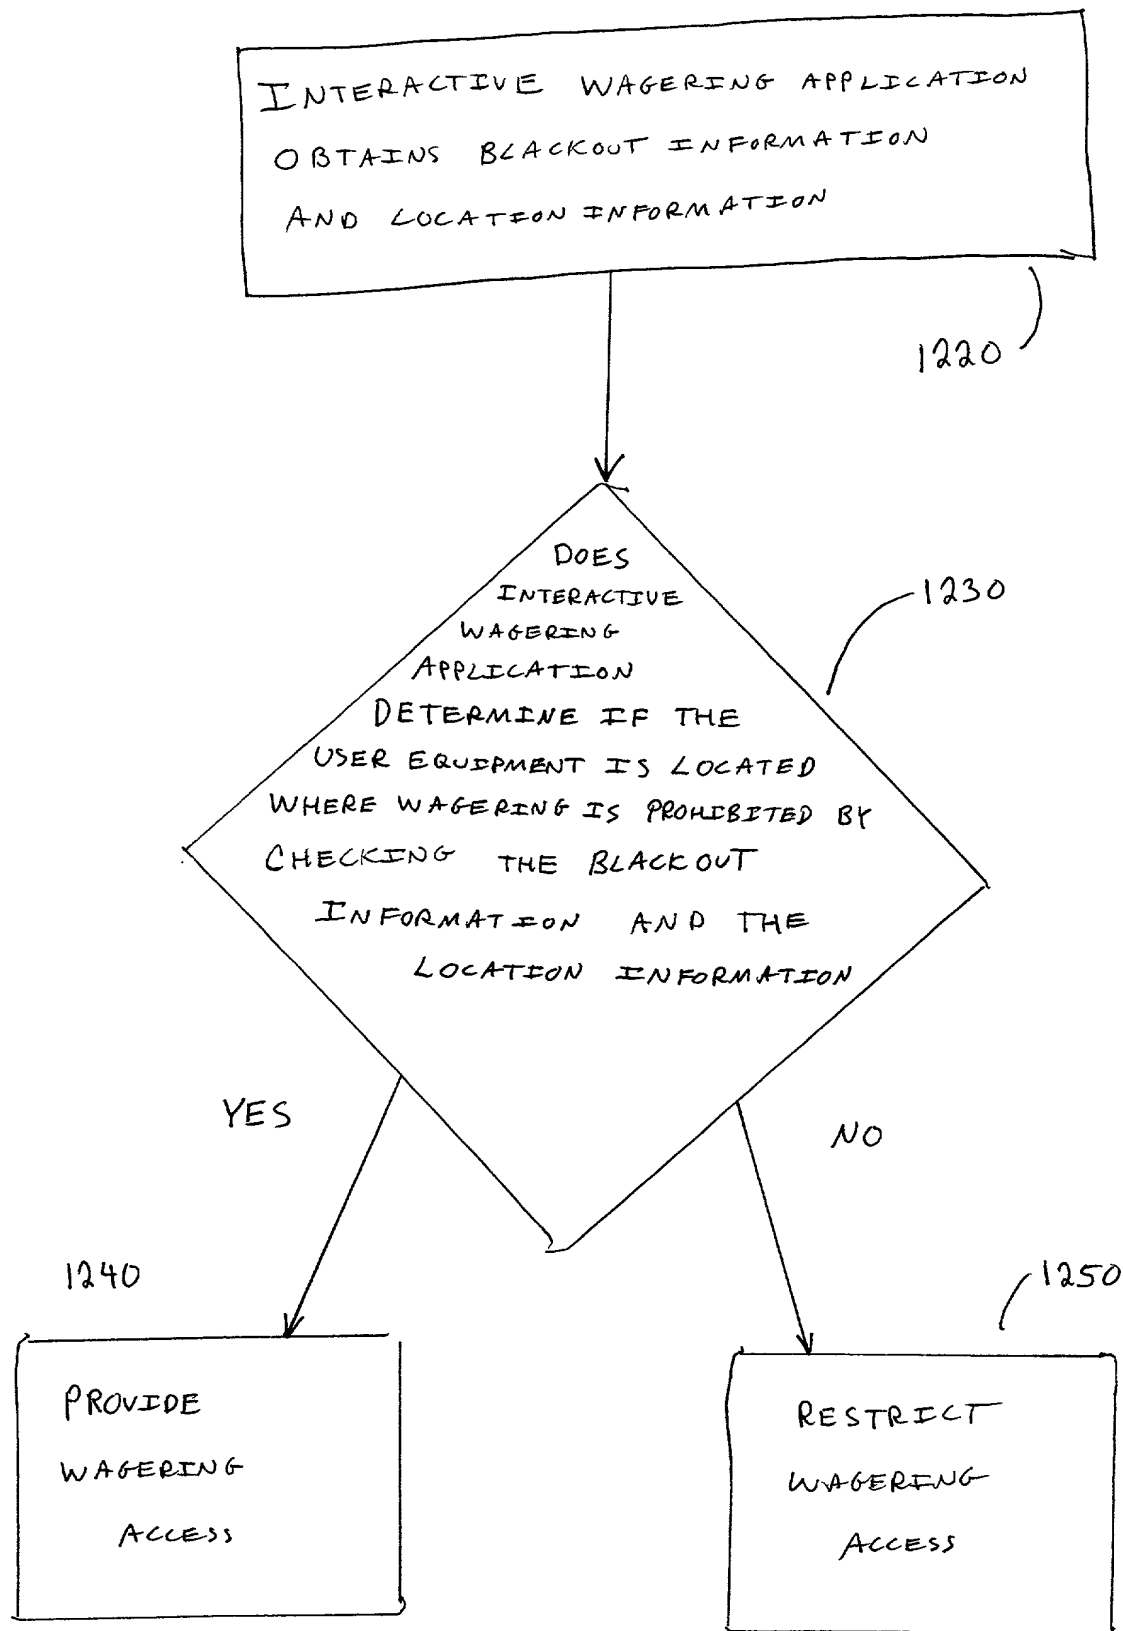 INTERACTIVE WAGERING APPLICATION
OBTAINS BLACKOUT INFORMATION
AND LOCATION INFORMATION
1220
DOES
INTERACTIVE
WAGERING
APPLICATION
DETERMINE IF THE
USER EQUIPMENT IS LOCATED
WHERE WAGERING IS PROHIBITED BY
CHECKING THE BLACKOUT
INFORMATION AND THE
LOCATION INFORMATION
1230
YES
NO
1240
1250
PROVIDE
WAGERING
ACCESS
RESTRICT
WAGERING
ACCESS